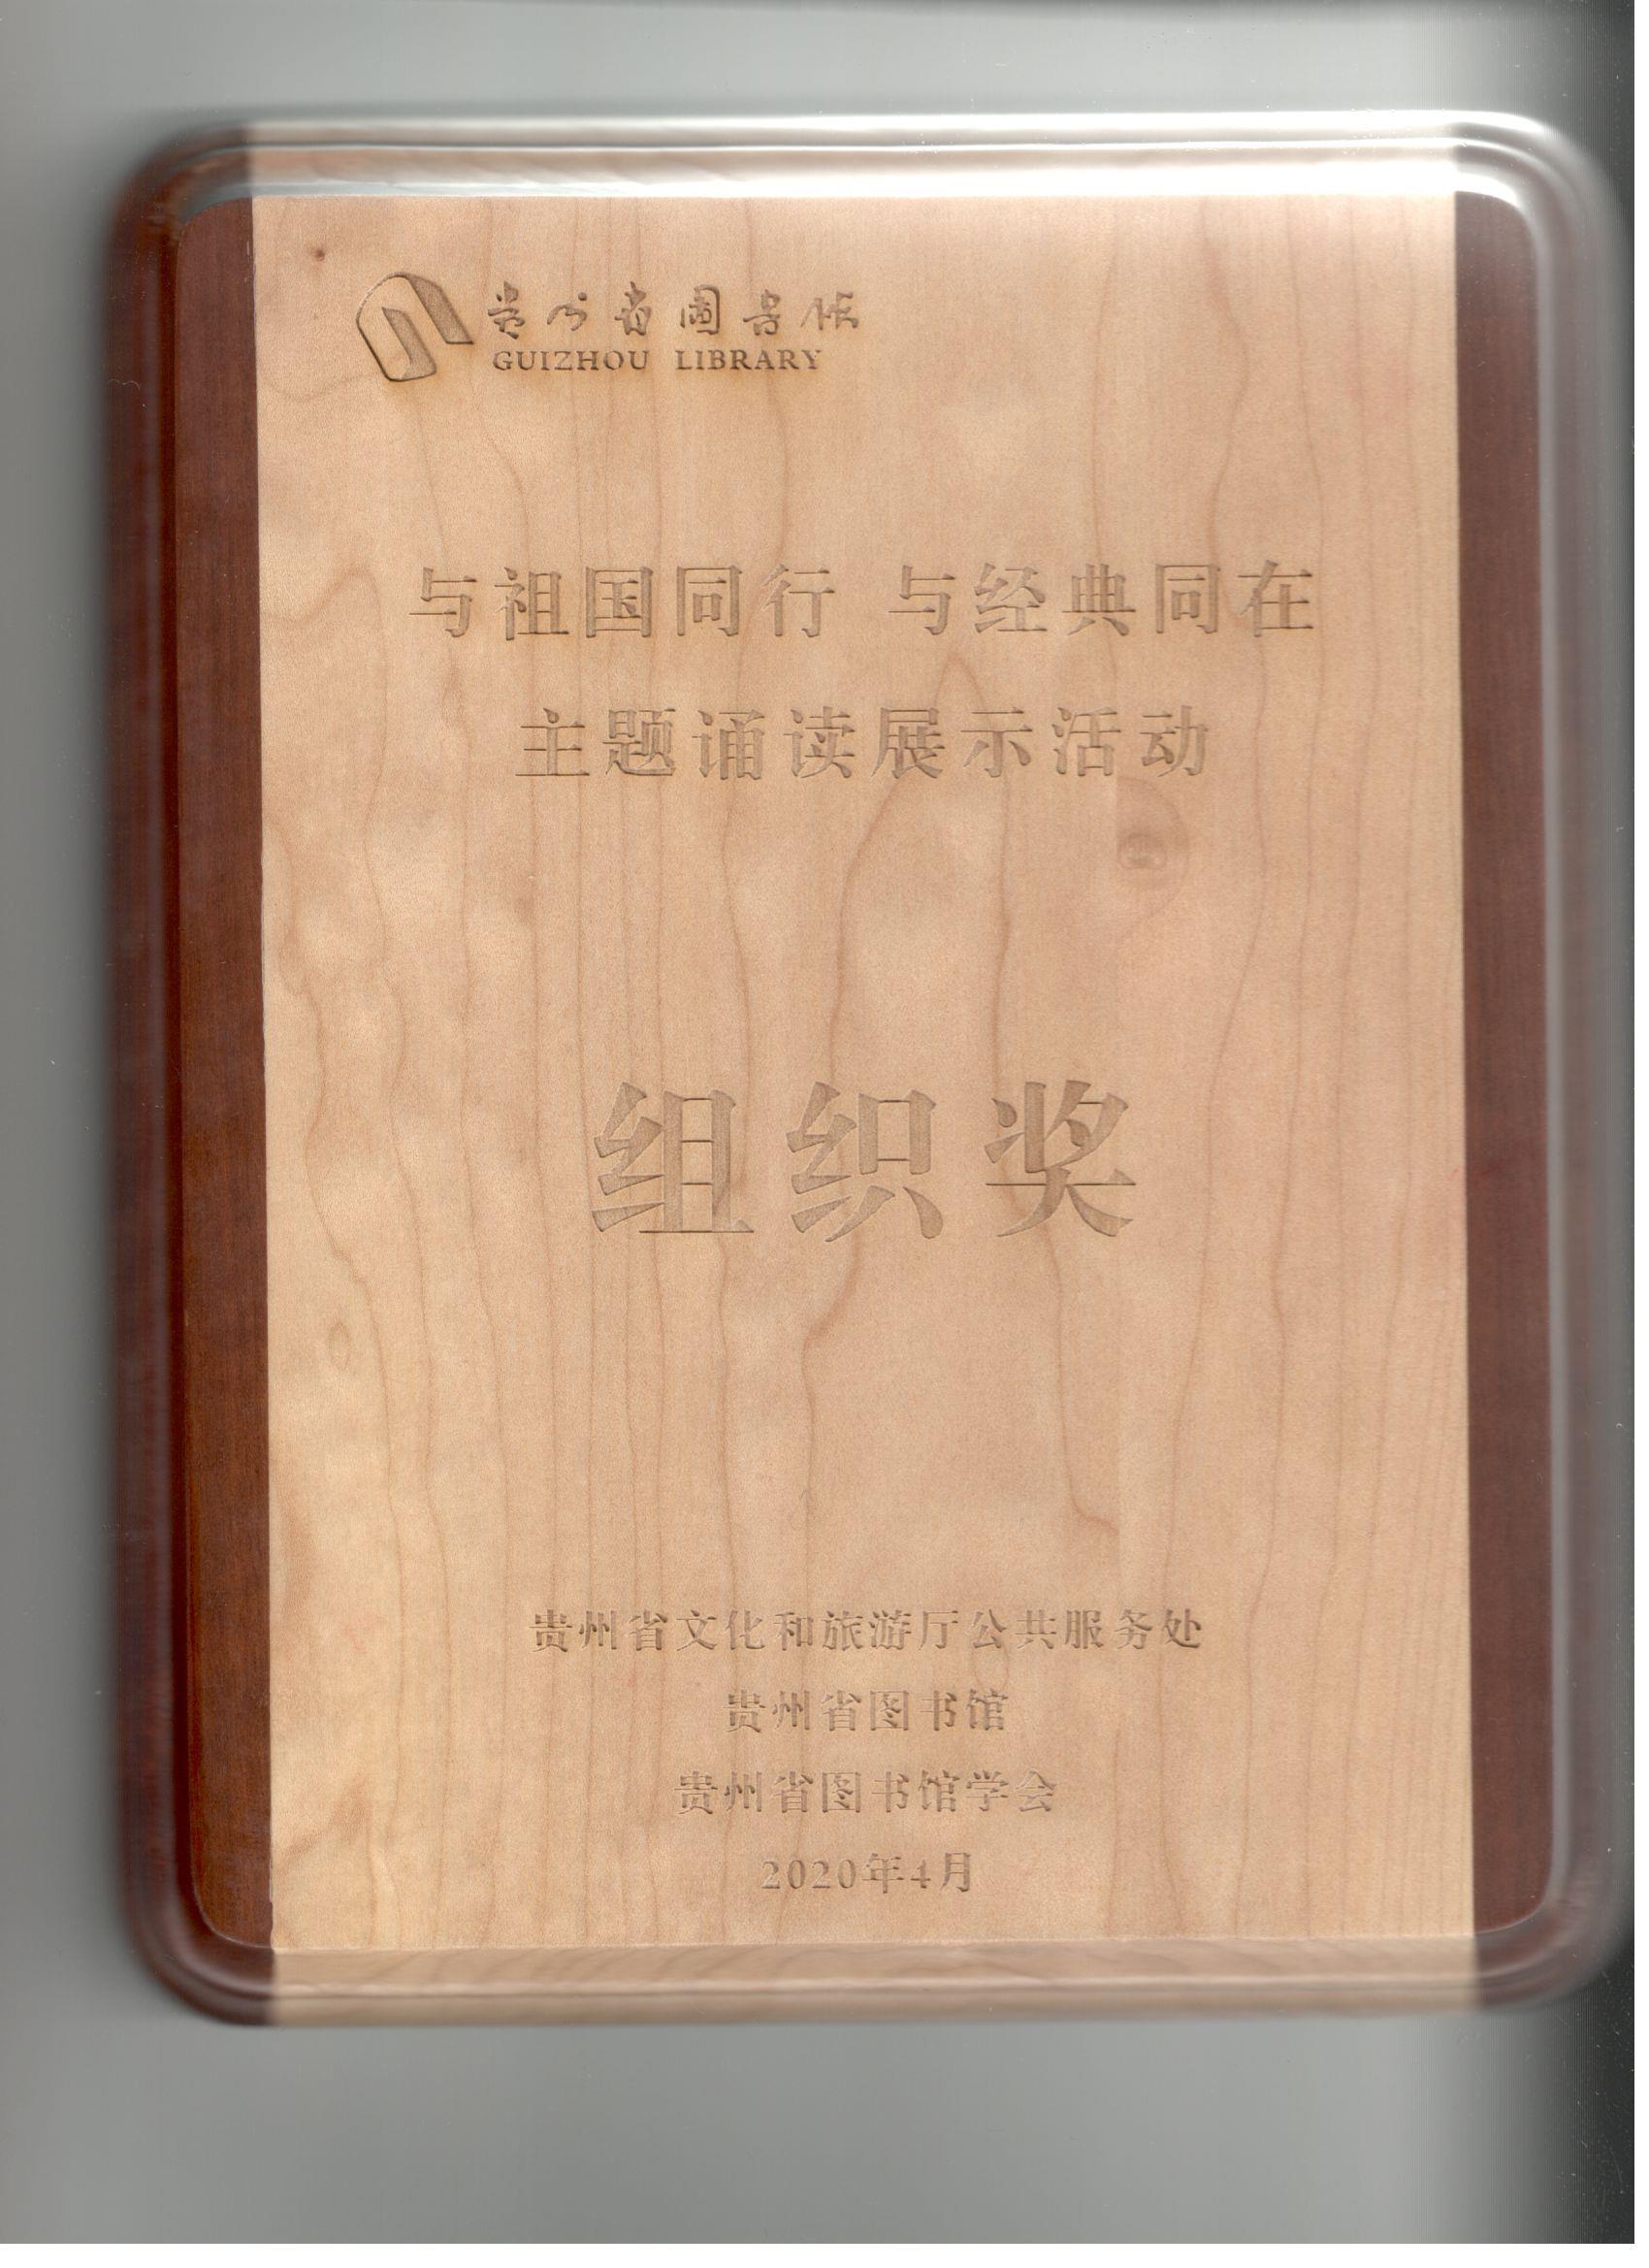 贵州省图书馆
GUIZHOU LIBRARY
与祖国同行 与经典同在
主题诵读展示活动
组织奖
贵州省文化和旅游厅公共服务处
贵州省图书馆
贵州省图书馆学会
2020年4月